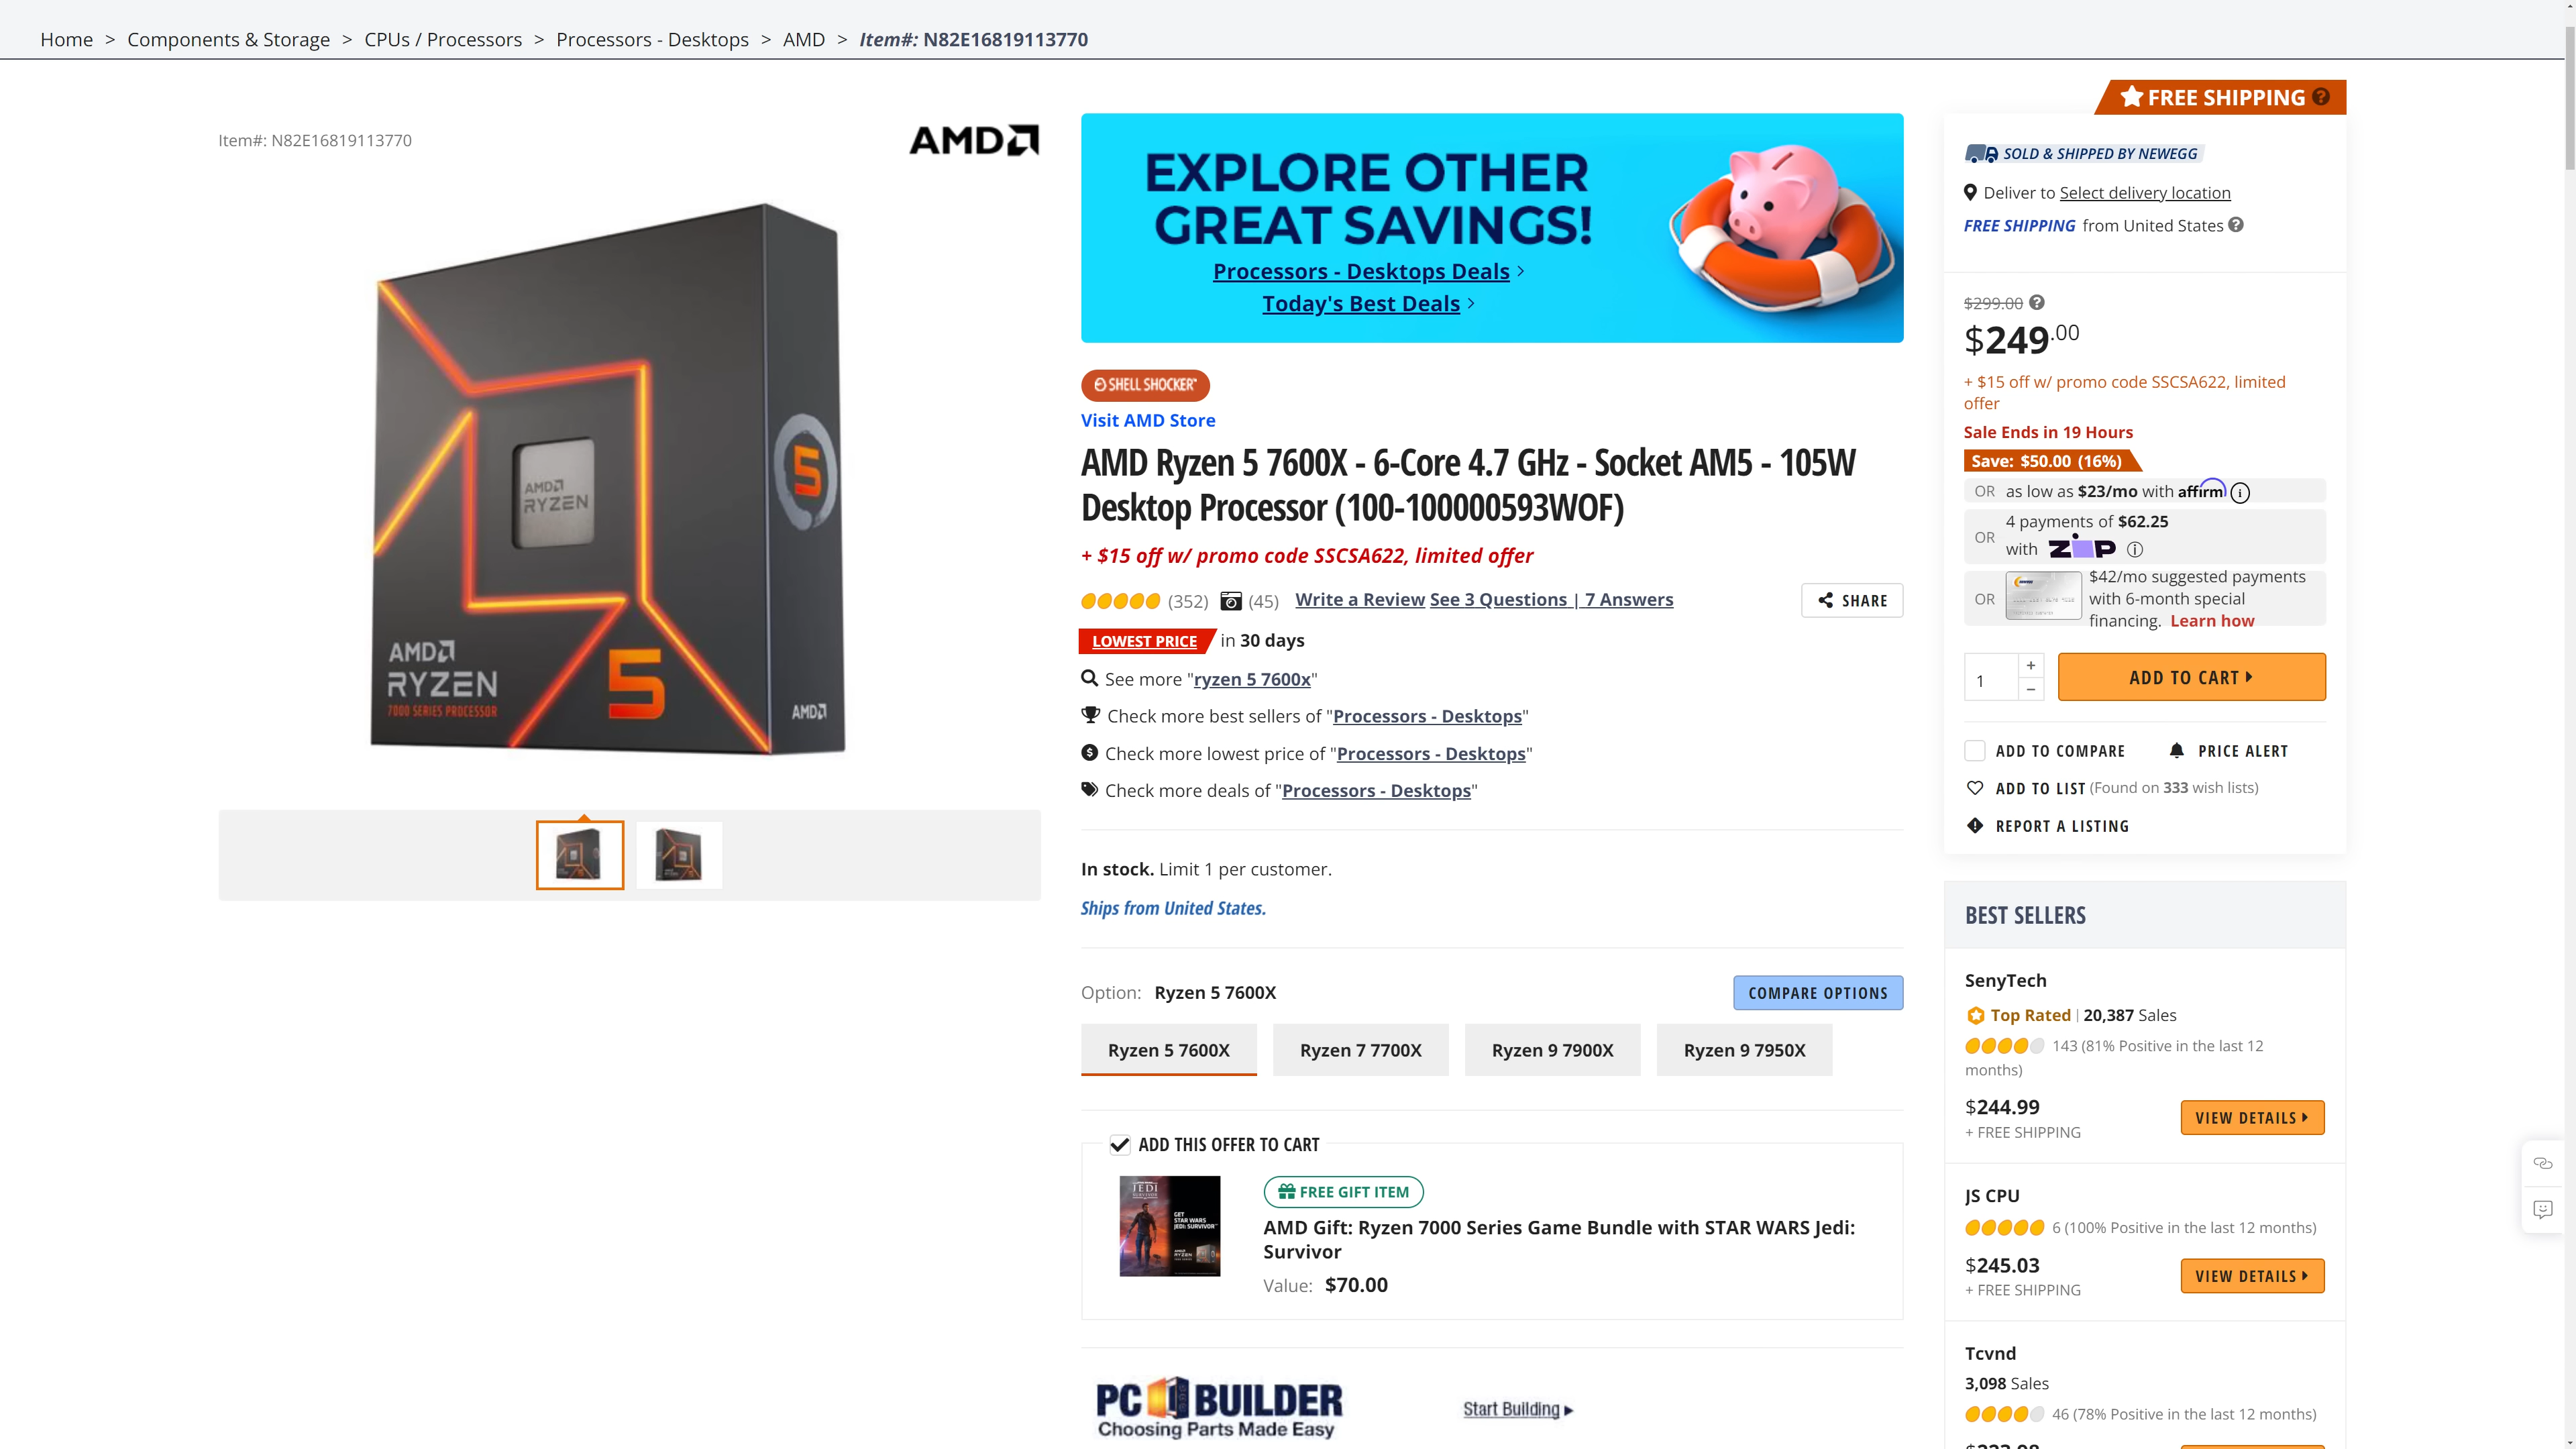 Home > Components & Storage > CPUs / Processors > Processors - Desktops > AMD > Item#: N82E16819113770
Item#: N82E16819113770
AMD
5
AMD
RYZEN
AMD
RYZEN
7000 SERIES PROCESSOR
5
AMD
EXPLORE OTHER
GREAT SAVINGS!
Processors - Desktops Deals >
Today's Best Deals >
SHELL SHOCKER™
Visit AMD Store
AMD Ryzen 5 7600X - 6-Core 4.7 GHz - Socket AM5 - 105W
Desktop Processor (100-100000593WOF)
+ $15 off w/ promo code SSCSA622, limited offer
(352) (45) Write a Review See 3 Questions | 7 Answers
SHARE
LOWEST PRICE in 30 days
See more "ryzen 5 7600x"
Check more best sellers of "Processors - Desktops"
Check more lowest price of "Processors - Desktops"
Check more deals of "Processors - Desktops"
In stock. Limit 1 per customer.
Ships from United States.
Option: Ryzen 5 7600X
COMPARE OPTIONS
Ryzen 5 7600X Ryzen 7 7700X Ryzen 9 7900X Ryzen 9 7950X
ADD THIS OFFER TO CART
JEDI
SURVIVOR
GET
STAR WARS
JEDI: SURVIVOR™
FREE GIFT ITEM
AMD Gift: Ryzen 7000 Series Game Bundle with STAR WARS Jedi:
Survivor
Value: $70.00
PC BUILDER
Choosing Parts Made Easy
Start Building
FREE SHIPPING ?
SOLD & SHIPPED BY NEWEGG
Deliver to Select delivery location
FREE SHIPPING from United States ?
$299.00 ?
$249.00
+ $15 off w/ promo code SSCSA622, limited
offer
Sale Ends in 19 Hours
Save: $50.00 (16%)
OR as low as $23/mo with affirm i
OR 4 payments of $62.25
with ZIP i
OR $42/mo suggested payments
with 6-month special
financing. Learn how
1 + −
ADD TO CART
ADD TO COMPARE PRICE ALERT
ADD TO LIST (Found on 333 wish lists)
REPORT A LISTING
BEST SELLERS
SenyTech
Top Rated | 20,387 Sales
143 (81% Positive in the last 12
months)
$244.99
+ FREE SHIPPING
VIEW DETAILS
JS CPU
6 (100% Positive in the last 12 months)
$245.03
+ FREE SHIPPING
VIEW DETAILS
Tcvnd
3,098 Sales
46 (78% Positive in the last 12 months)